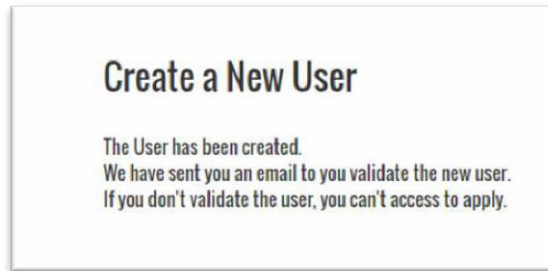 Create a New User
The User has been created.
We have sent you an email to you validate the new user.
If you don't validate the user, you can't access to apply.